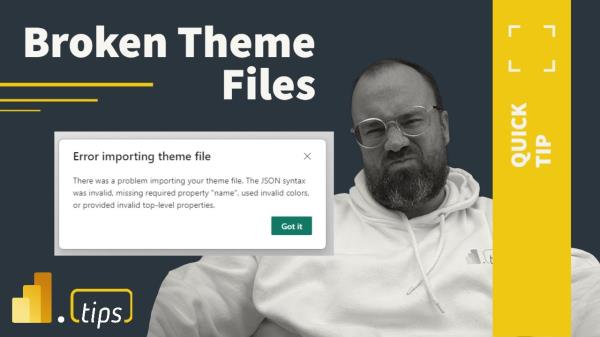 Broken Theme
Files
QUICK
TIP
Error importing theme file
There was a problem importing your theme file. The JSON syntax
was invalid, missing required property "name", used invalid colors,
or provided invalid top-level properties.
Got it
.tips
.tips